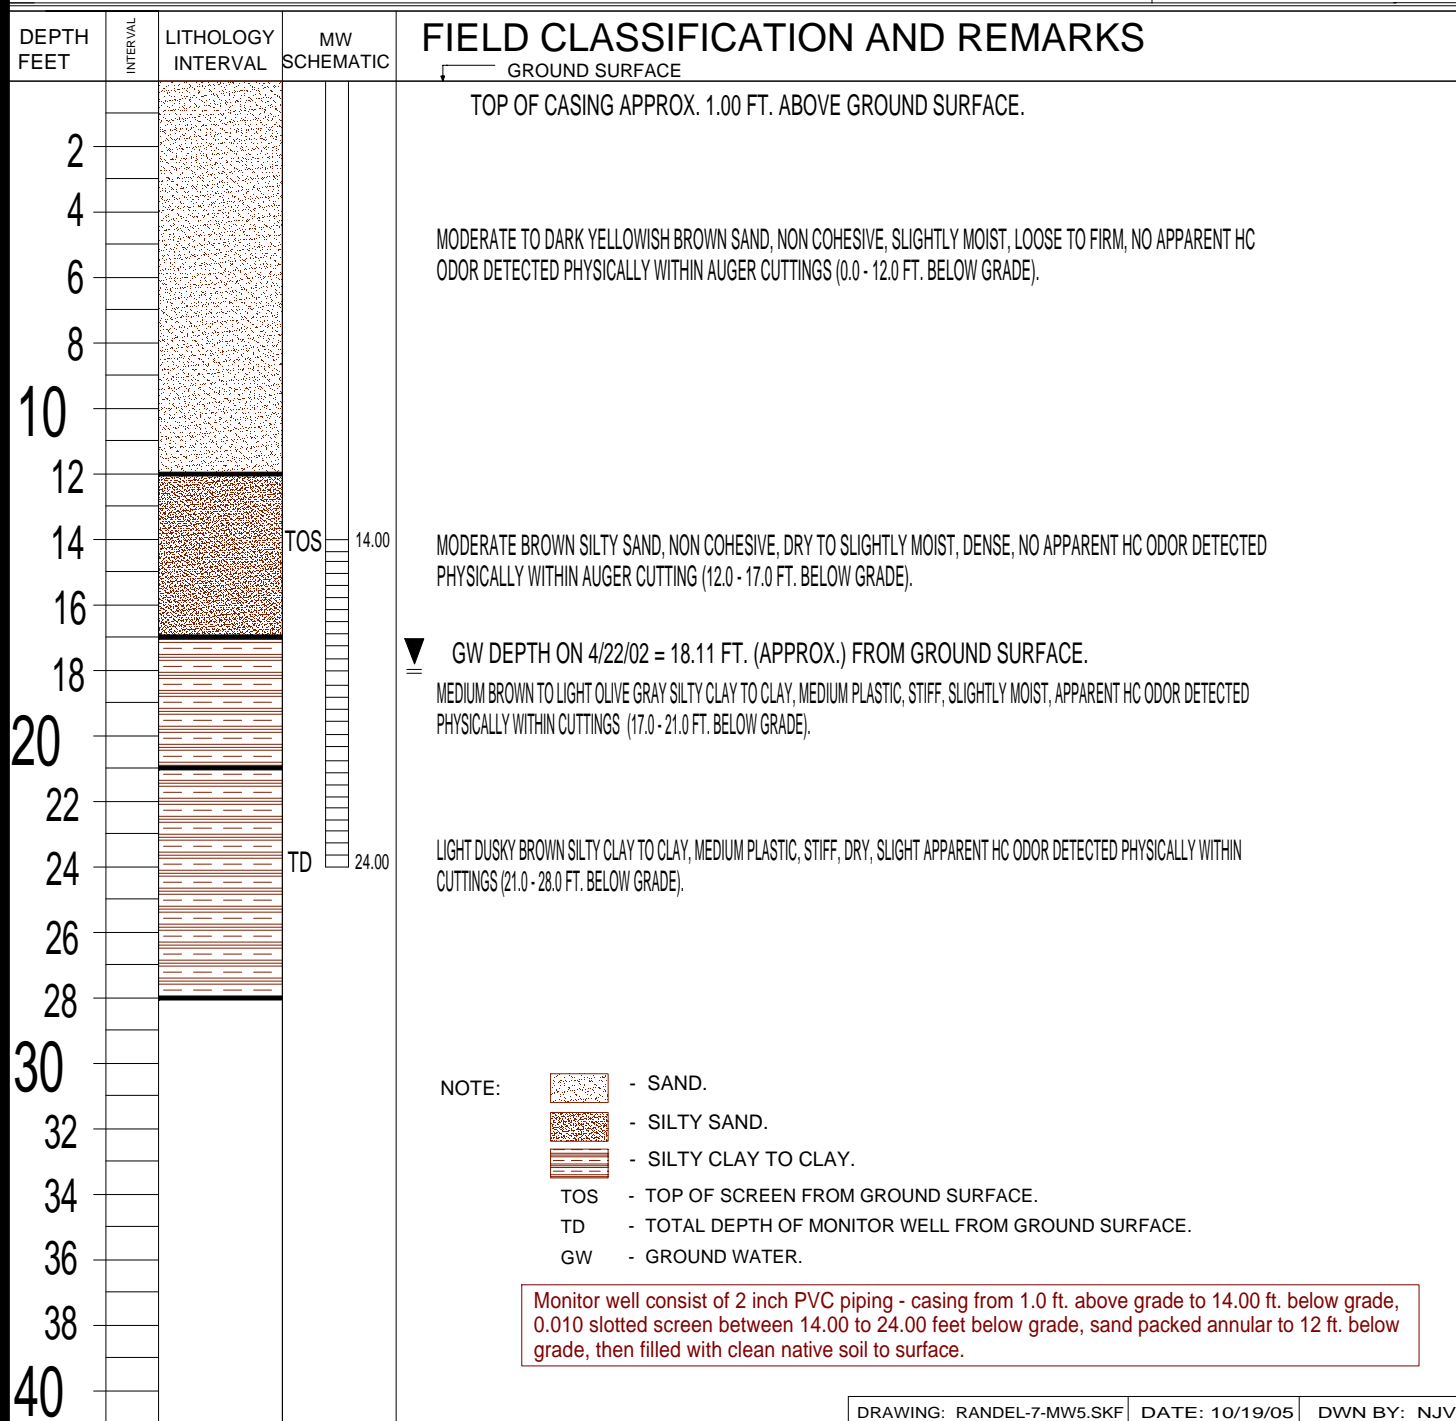 DEPTH FEET
INTERVAL
LITHOLOGY INTERVAL
MW SCHEMATIC
FIELD CLASSIFICATION AND REMARKS
GROUND SURFACE
TOP OF CASING APPROX. 1.00 FT. ABOVE GROUND SURFACE.
2
4
MODERATE TO DARK YELLOWISH BROWN SAND, NON COHESIVE, SLIGHTLY MOIST, LOOSE TO FIRM, NO APPARENT HC
ODOR DETECTED PHYSICALLY WITHIN AUGER CUTTINGS (0.0 - 12.0 FT. BELOW GRADE).
6
8
10
12
14
TOS
14.00
MODERATE BROWN SILTY SAND, NON COHESIVE, DRY TO SLIGHTLY MOIST, DENSE, NO APPARENT HC ODOR DETECTED
PHYSICALLY WITHIN AUGER CUTTING (12.0 - 17.0 FT. BELOW GRADE).
16
GW DEPTH ON 4/22/02 = 18.11 FT. (APPROX.) FROM GROUND SURFACE.
18
MEDIUM BROWN TO LIGHT OLIVE GRAY SILTY CLAY TO CLAY, MEDIUM PLASTIC, STIFF, SLIGHTLY MOIST, APPARENT HC ODOR DETECTED
PHYSICALLY WITHIN CUTTINGS (17.0 - 21.0 FT. BELOW GRADE).
20
22
24
TD
24.00
LIGHT DUSKY BROWN SILTY CLAY TO CLAY, MEDIUM PLASTIC, STIFF, DRY, SLIGHT APPARENT HC ODOR DETECTED PHYSICALLY WITHIN
CUTTINGS (21.0 - 28.0 FT. BELOW GRADE).
26
28
30
NOTE:
- SAND.
32
- SILTY SAND.
- SILTY CLAY TO CLAY.
34
TOS - TOP OF SCREEN FROM GROUND SURFACE.
TD - TOTAL DEPTH OF MONITOR WELL FROM GROUND SURFACE.
36
GW - GROUND WATER.
38
Monitor well consist of 2 inch PVC piping - casing from 1.0 ft. above grade to 14.00 ft. below grade,
0.010 slotted screen between 14.00 to 24.00 feet below grade, sand packed annular to 12 ft. below
grade, then filled with clean native soil to surface.
40
DRAWING: RANDEL-7-MW5.SKF
DATE: 10/19/05
DWN BY: NJV